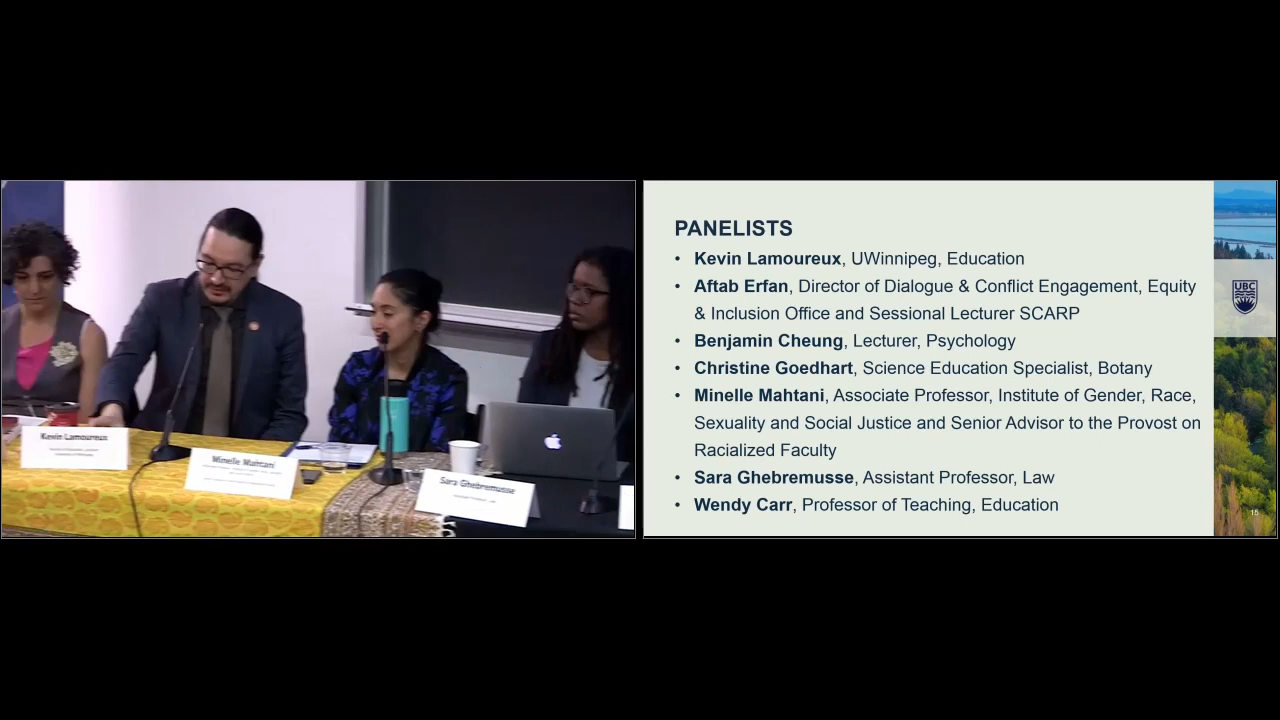 Kevin Lamoureux
Minelle Mahtani
Sara Ghebremusse
PANELISTS
• Kevin Lamoureux, UWinnipeg, Education
• Aftab Erfan, Director of Dialogue & Conflict Engagement, Equity
& Inclusion Office and Sessional Lecturer SCARP
• Benjamin Cheung, Lecturer, Psychology
• Christine Goedhart, Science Education Specialist, Botany
• Minelle Mahtani, Associate Professor, Institute of Gender, Race,
Sexuality and Social Justice and Senior Advisor to the Provost on
Racialized Faculty
• Sara Ghebremusse, Assistant Professor, Law
• Wendy Carr, Professor of Teaching, Education
UBC
15